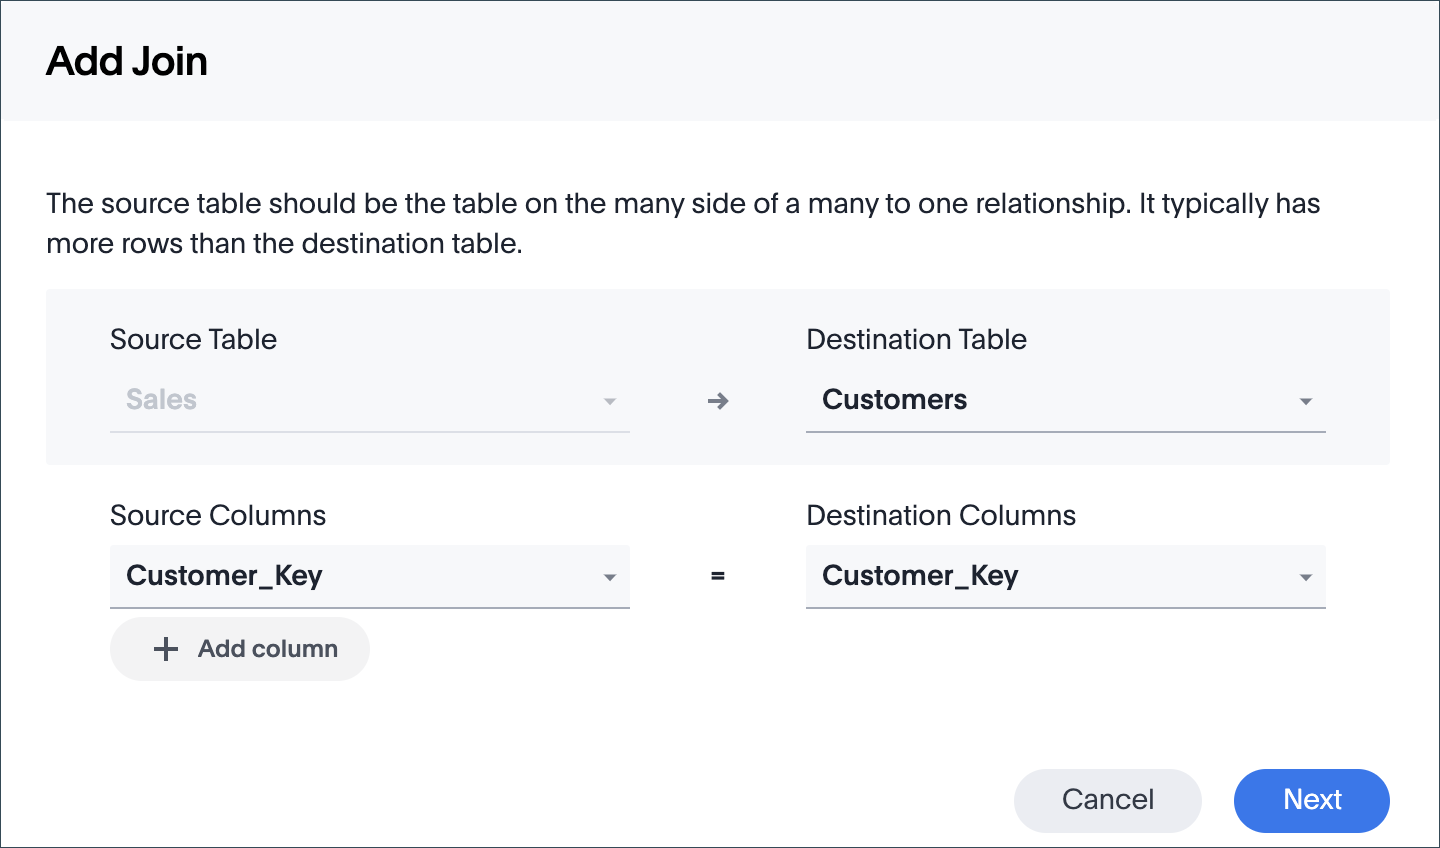 Add Join
The source table should be the table on the many side of a many to one relationship. It typically has
more rows than the destination table.
Source Table
Destination Table
Sales
→
Customers
Source Columns
Destination Columns
Customer_Key
=
Customer_Key
+ Add column
Cancel
Next